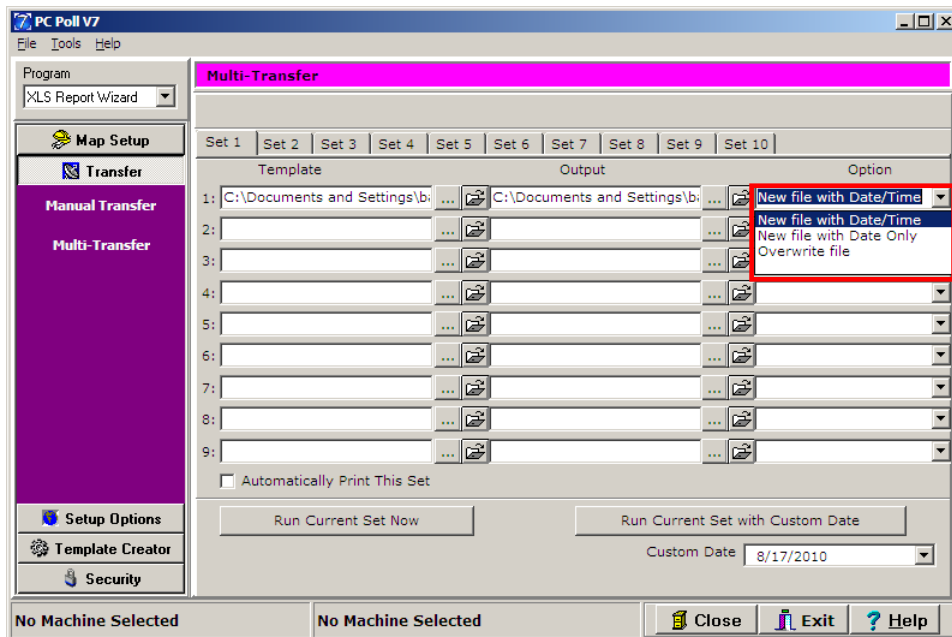 PC Poll V7
File Tools Help
Program
XLS Report Wizard
Map Setup
Transfer
Manual Transfer
Multi-Transfer
Setup Options
Template Creator
Security
Multi-Transfer
Set 1 Set 2 Set 3 Set 4 Set 5 Set 6 Set 7 Set 8 Set 9 Set 10
Template Output Option
1: C:\Documents and Settings\b ... C:\Documents and Settings\b ... New file with Date/Time
New file with Date/Time
New file with Date Only
Overwrite file
2: ... ...
3: ... ...
4: ... ...
5: ... ...
6: ... ...
7: ... ...
8: ... ...
9: ... ...
Automatically Print This Set
Run Current Set Now Run Current Set with Custom Date
Custom Date 8/17/2010
No Machine Selected No Machine Selected Close Exit ? Help